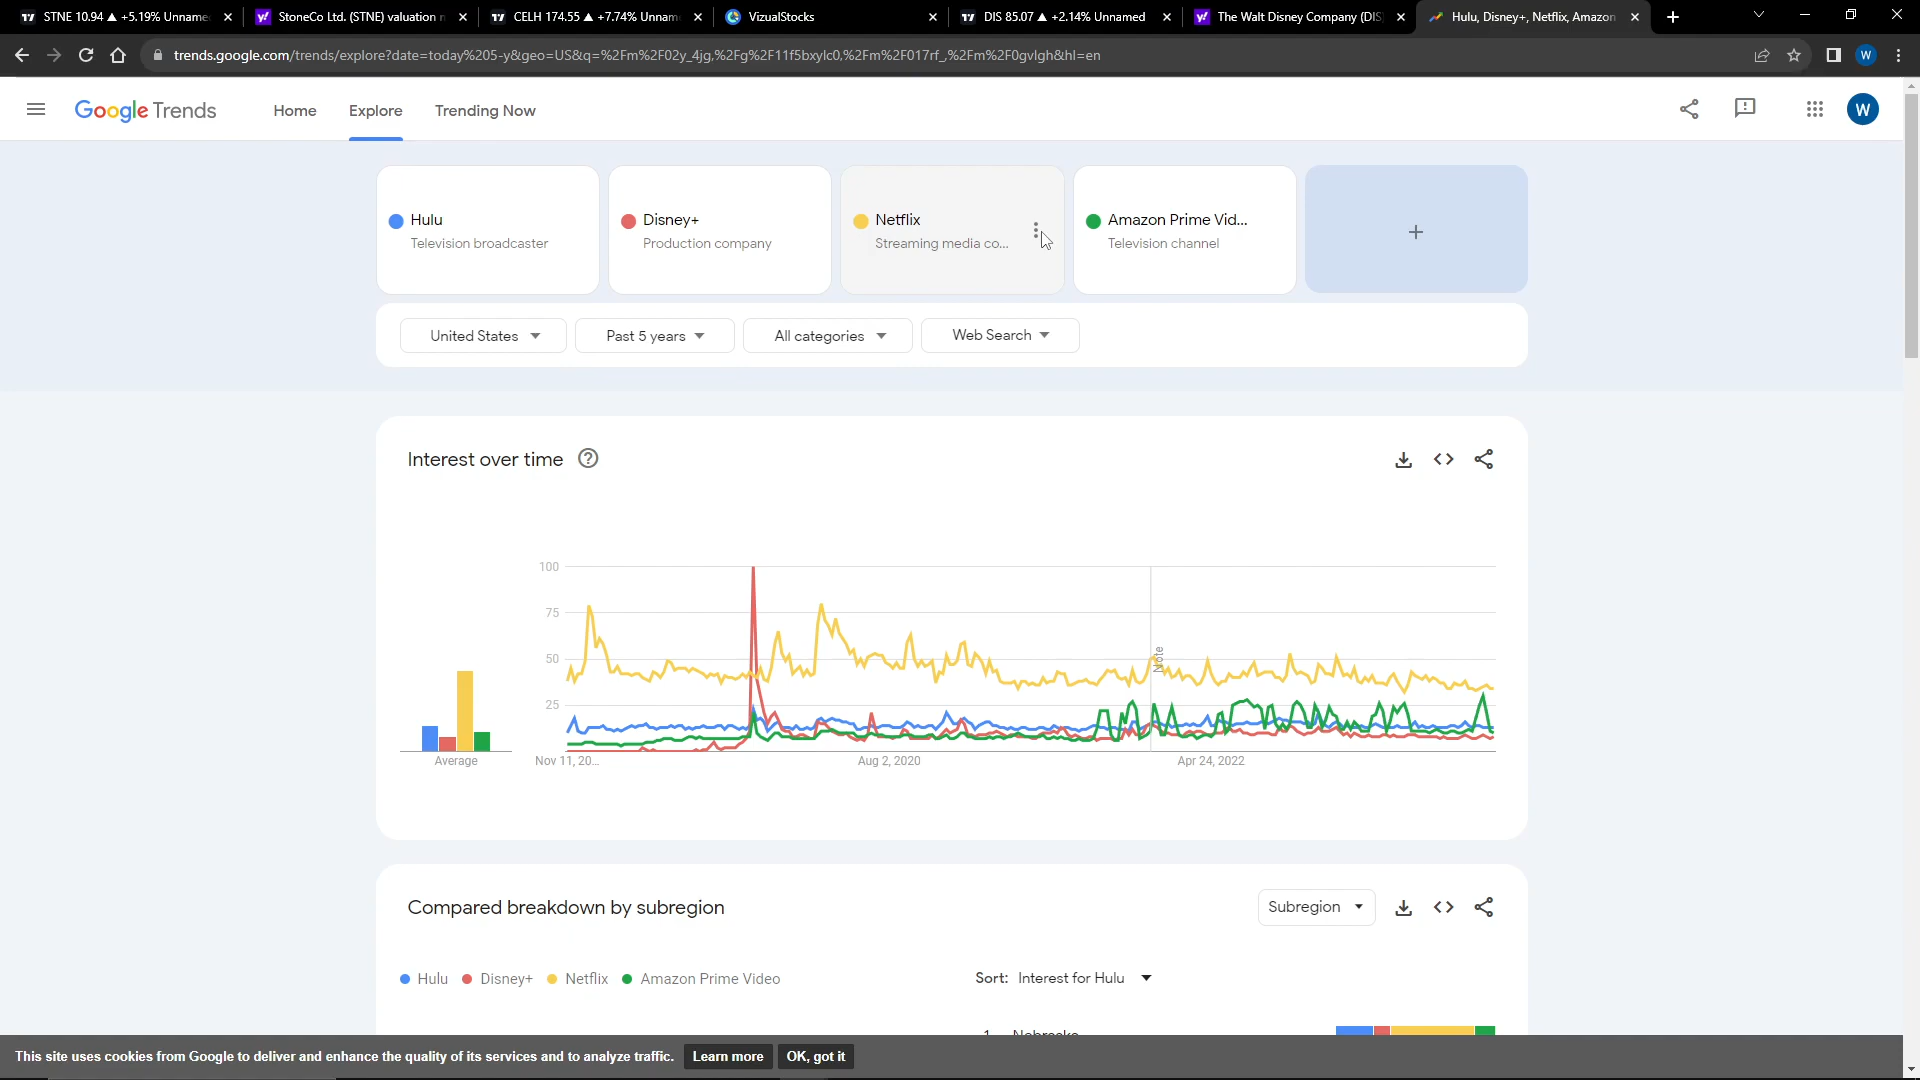 STNE 10.94 ▲ +5.19% Unname
StoneCo Ltd. (STNE) valuation
CELH 174.55 ▲ +7.74% Unnam
VizualStocks
DIS 85.07 ▲ +2.14% Unnamed
The Walt Disney Company (DIS
Hulu, Disney+, Netflix, Amazon
trends.google.com/trends/explore?date=today%205-y&geo=US&q=%2Fm%2F02y_4jg,%2Fg%2F11f5bxylc0,%2Fm%2F017rf_,%2Fm%2F0gvlgh&hl=en
W
Google Trends
Home
Explore
Trending Now
W
Hulu
Television broadcaster
Disney+
Production company
Netflix
Streaming media co...
Amazon Prime Vid...
Television channel
+
United States
Past 5 years
All categories
Web Search
Interest over time
100
75
50
25
Note
Average
Nov 11, 20...
Aug 2, 2020
Apr 24, 2022
Compared breakdown by subregion
Subregion
Hulu
Disney+
Netflix
Amazon Prime Video
Sort: Interest for Hulu
1 Nebraska
This site uses cookies from Google to deliver and enhance the quality of its services and to analyze traffic.
Learn more
OK, got it